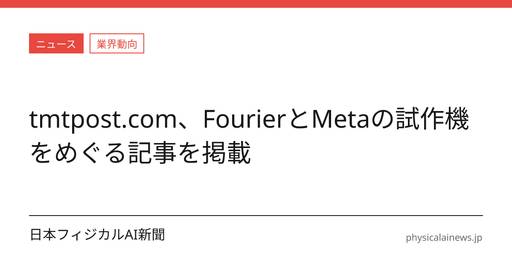 ニュース 業界動向
tmtpost.com、FourierとMetaの試作機
をめぐる記事を掲載
日本フィジカルAI新聞 physicalainews.jp